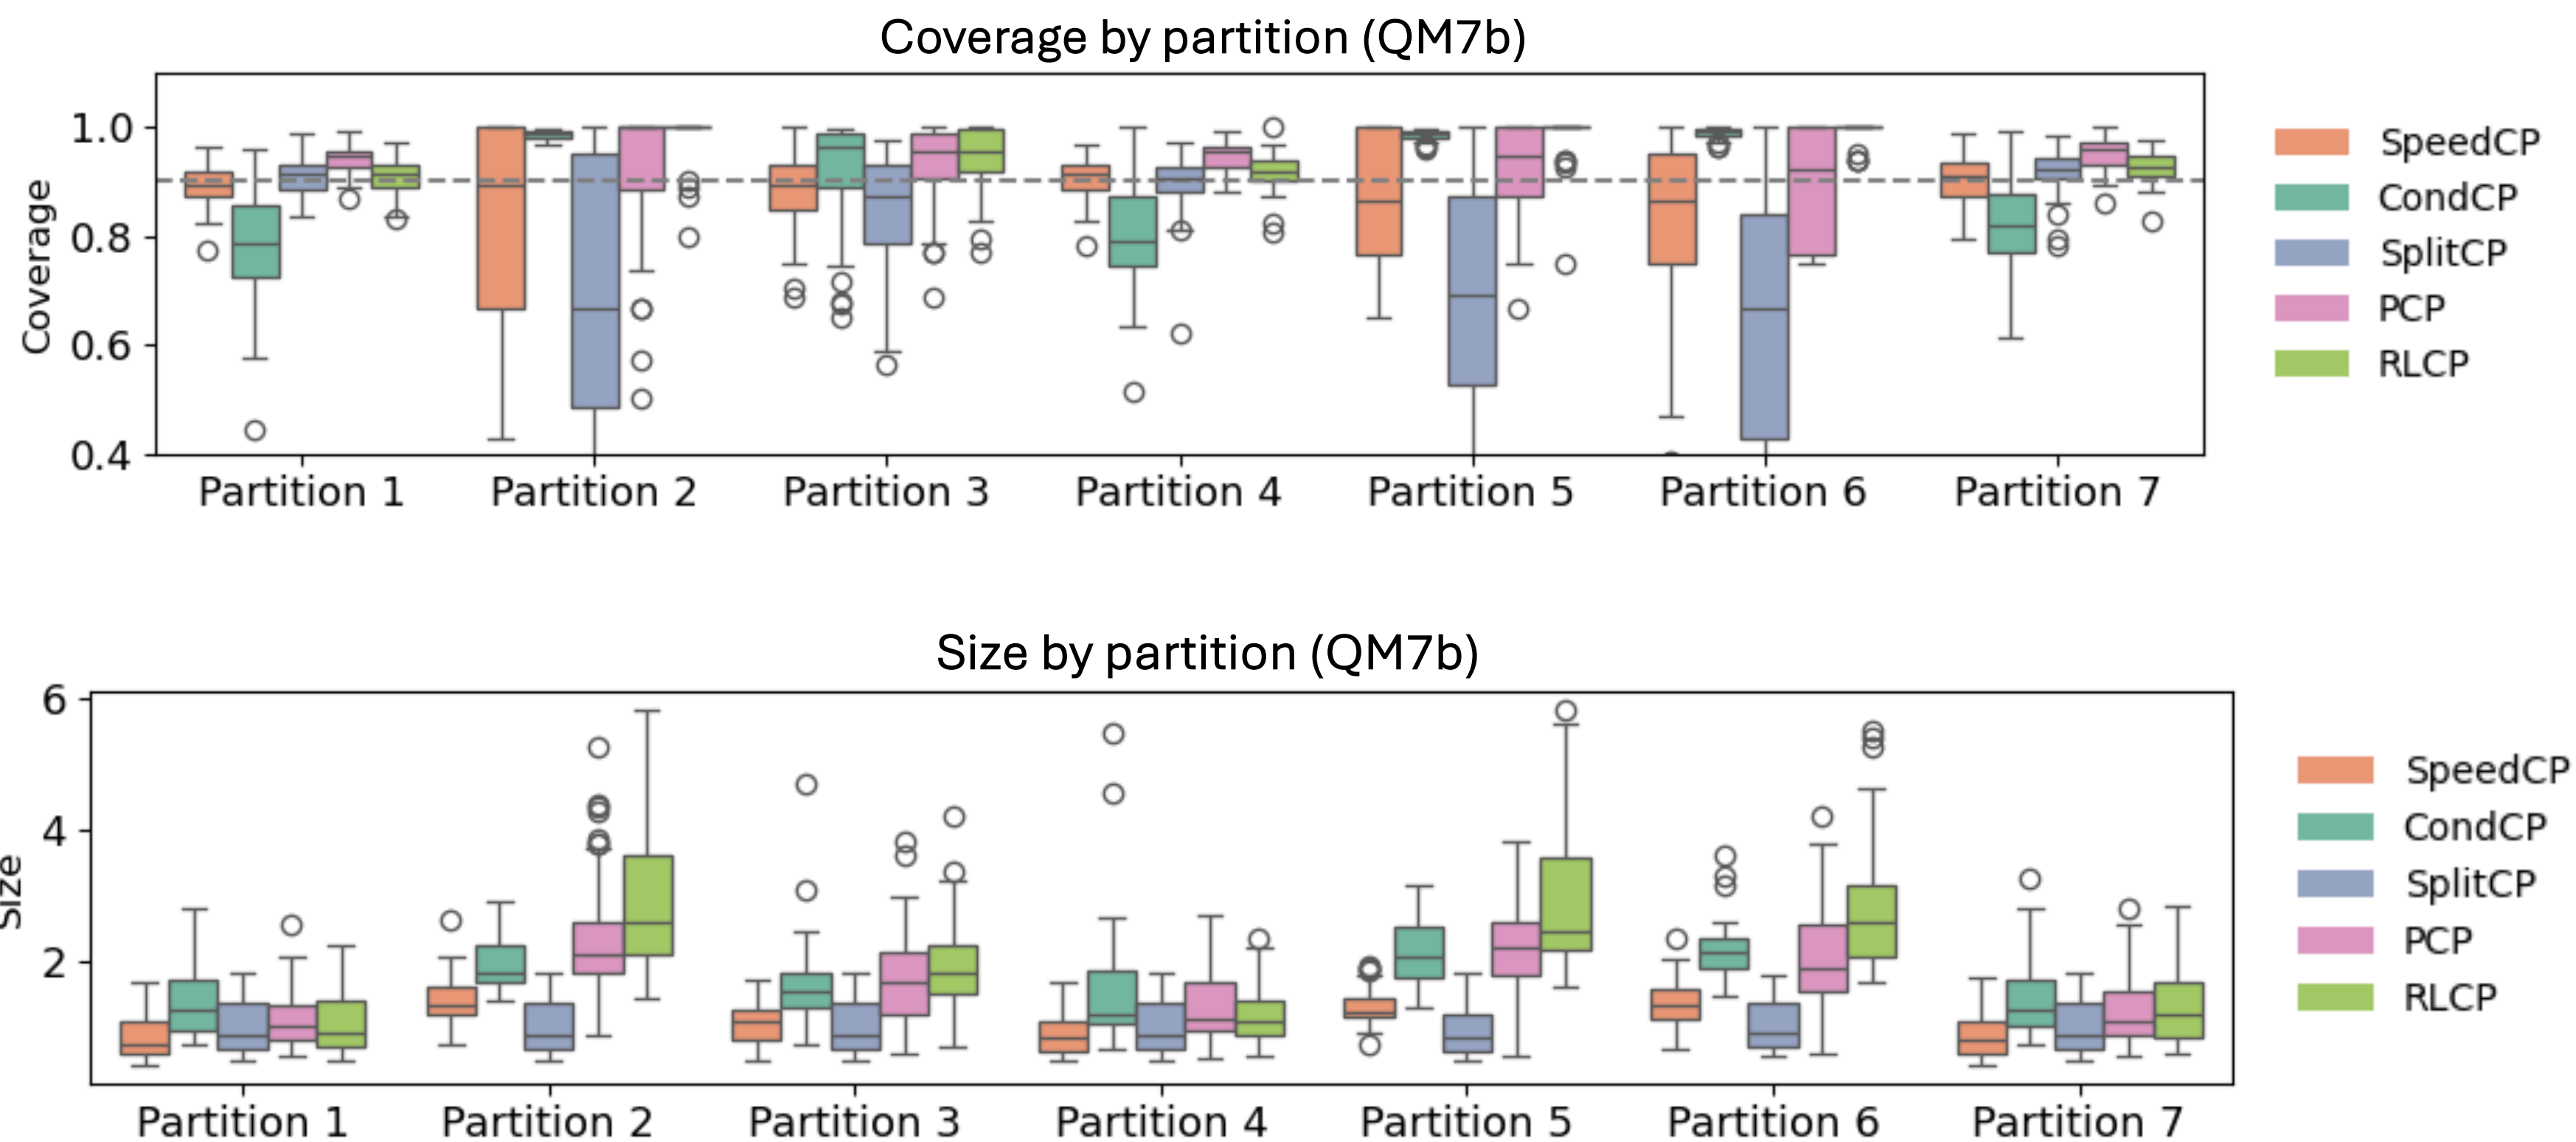 Coverage by partition (QM7b)
Coverage
1.0
0.8
0.6
0.4
Partition 1
Partition 2
Partition 3
Partition 4
Partition 5
Partition 6
Partition 7
SpeedCP
CondCP
SplitCP
PCP
RLCP
Size by partition (QM7b)
Size
6
4
2
Partition 1
Partition 2
Partition 3
Partition 4
Partition 5
Partition 6
Partition 7
SpeedCP
CondCP
SplitCP
PCP
RLCP